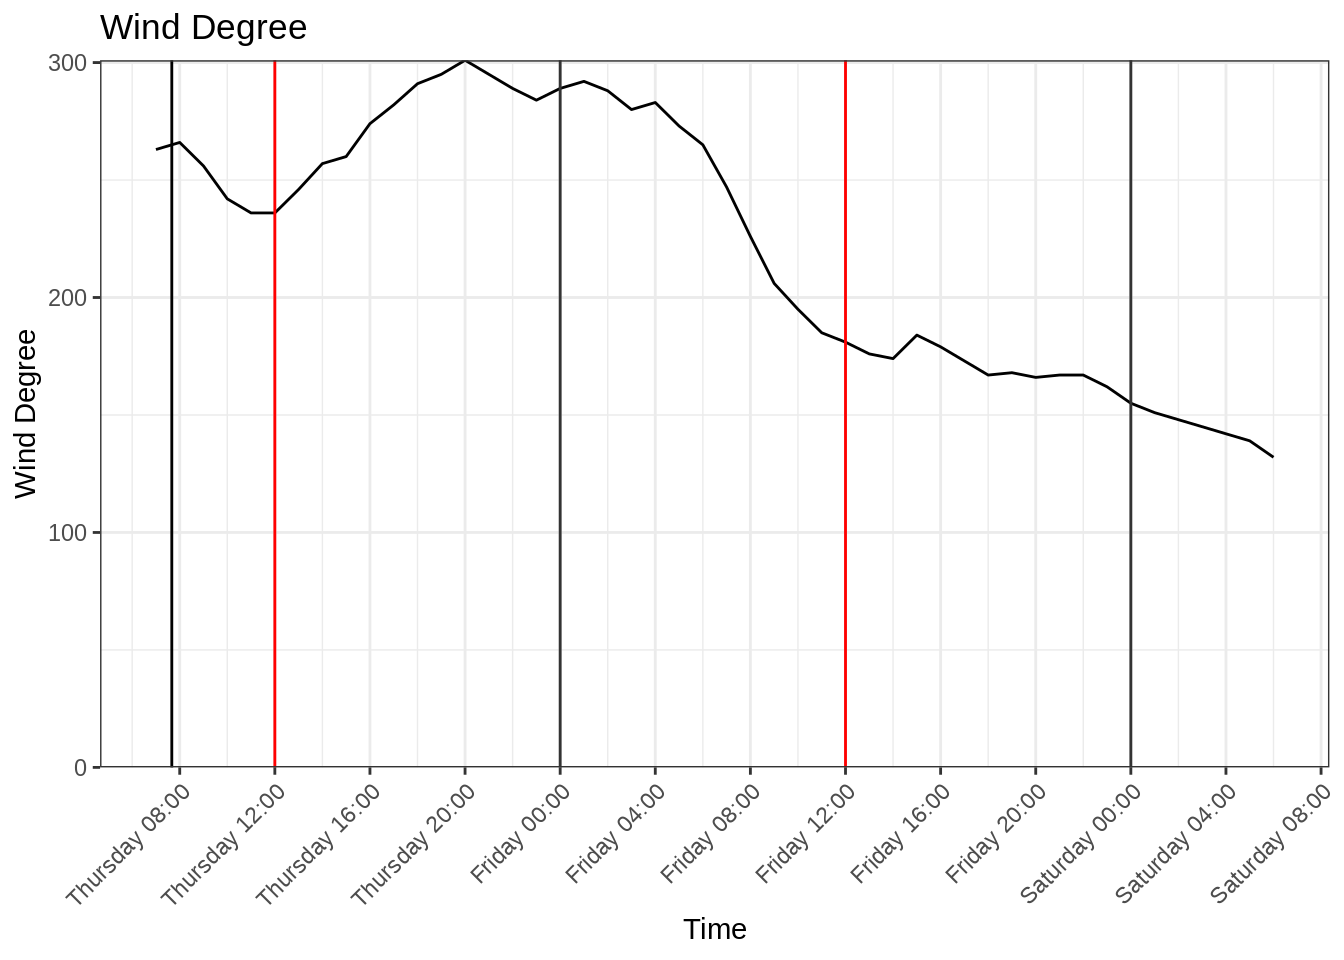 Wind Degree
300
200
100
0
Wind Degree
Thursday 08:00
Thursday 12:00
Thursday 16:00
Thursday 20:00
Friday 00:00
Friday 04:00
Friday 08:00
Friday 12:00
Friday 16:00
Friday 20:00
Saturday 00:00
Saturday 04:00
Saturday 08:00
Time